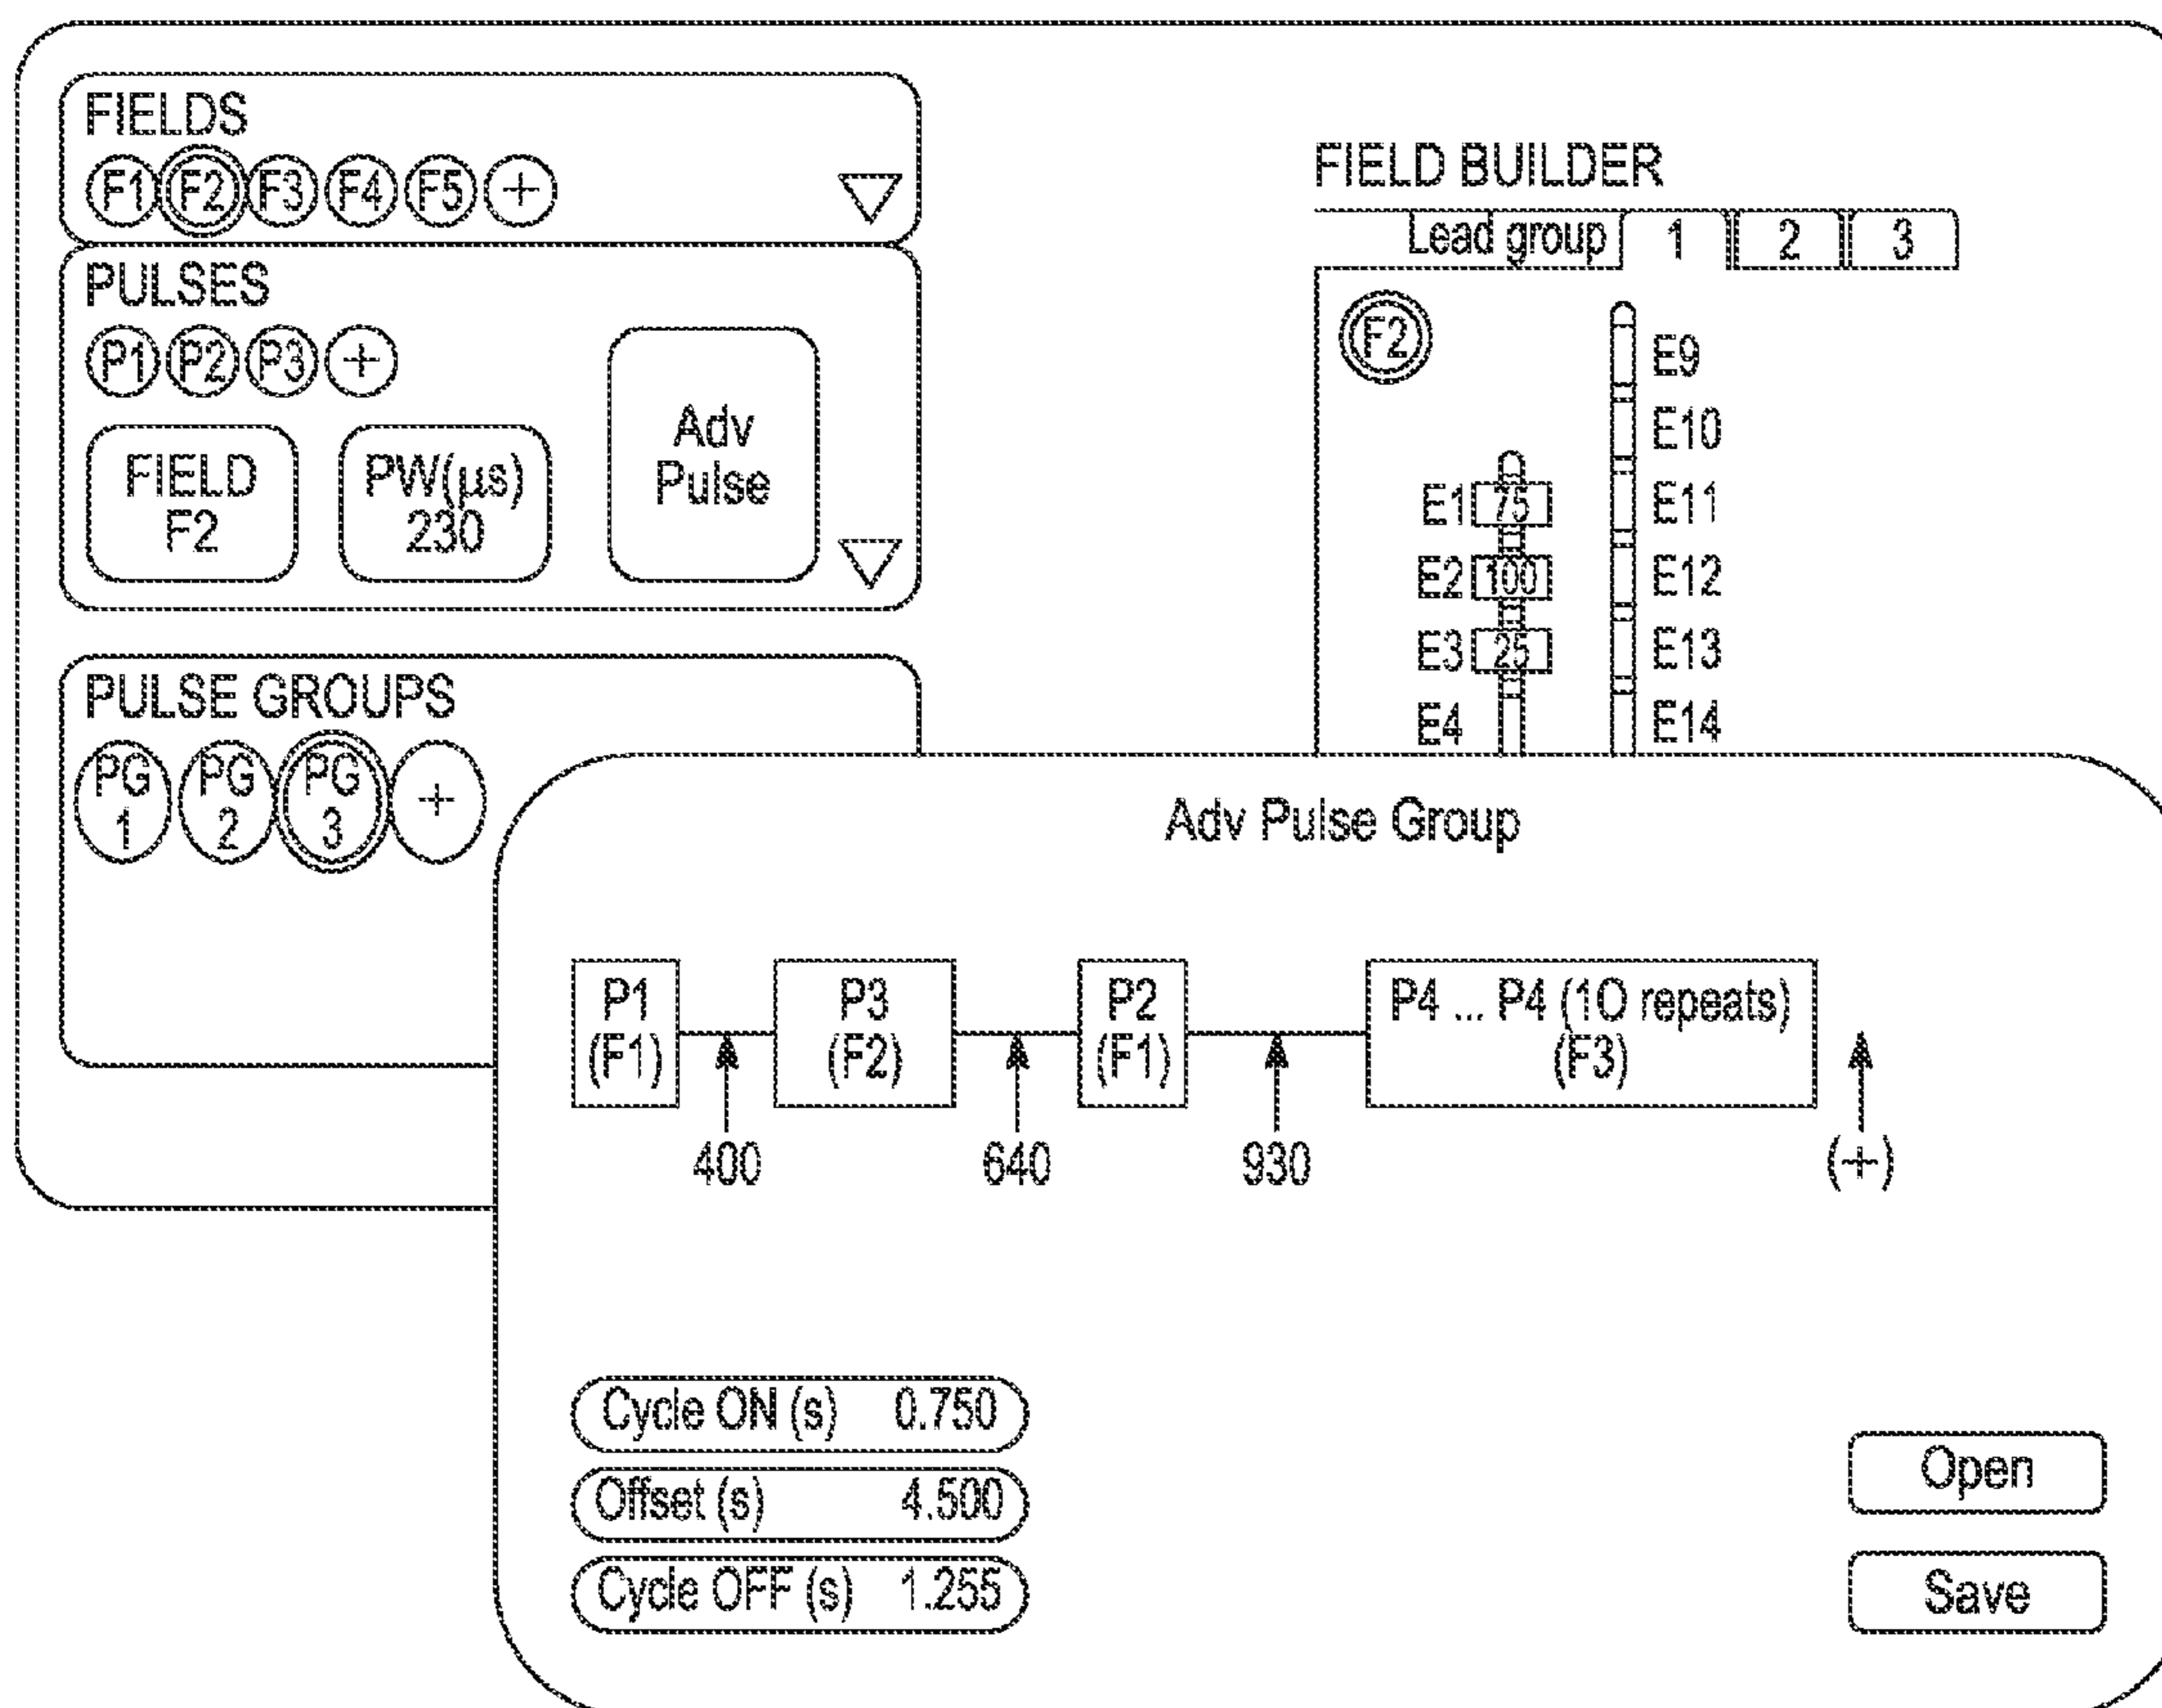 FIELDS
F1 F2 F3 F4 F5 +
PULSES
P1 P2 P3 +
FIELD
F2
PW(μs)
230
Adv
Pulse
PULSE GROUPS
PG
1
PG
2
PG
3
+
FIELD BUILDER
Lead group 1 2 3
F2
E1 75
E2 100
E3 25
E4
E9
E10
E11
E12
E13
E14
Adv Pulse Group
P1
(F1)
P3
(F2)
P2
(F1)
P4 ... P4 (10 repeats)
(F3)
400
640
930
(+)
Cycle ON (s) 0.750
Offset (s) 4.500
Cycle OFF (s) 1.255
Open
Save